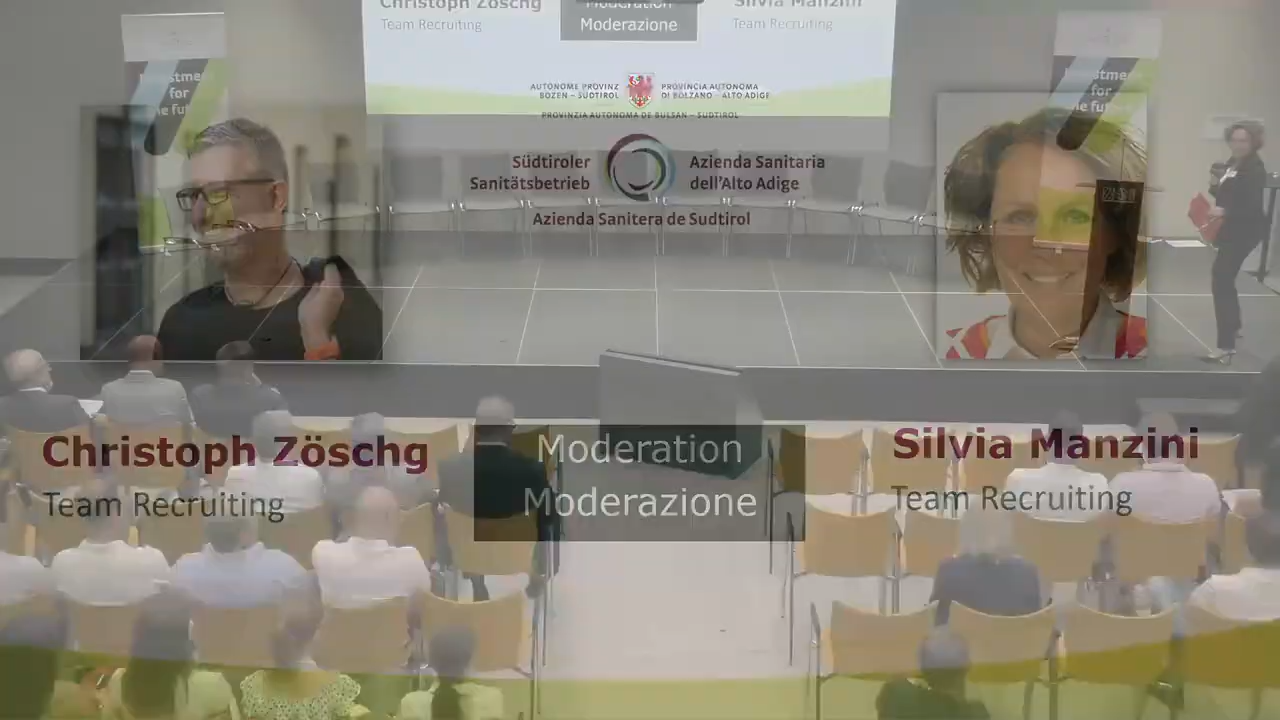 Christoph Zöschg
Team Recruiting
Moderation
Moderazione
Silvia Manzini
Team Recruiting
for
for
AUTONOME PROVINZ
BOZEN – SÜDTIROL
PROVINCIA AUTONOMA
DI BOLZANO – ALTO ADIGE
PROVINZIA AUTONOMA DE BULSAN – SÜDTIROL
Südtiroler
Sanitätsbetrieb
Azienda Sanitaria
dell'Alto Adige
Azienda Sanitera de Sudtirol
Christoph Zöschg
Team Recruiting
Moderation
Moderazione
Silvia Manzini
Team Recruiting